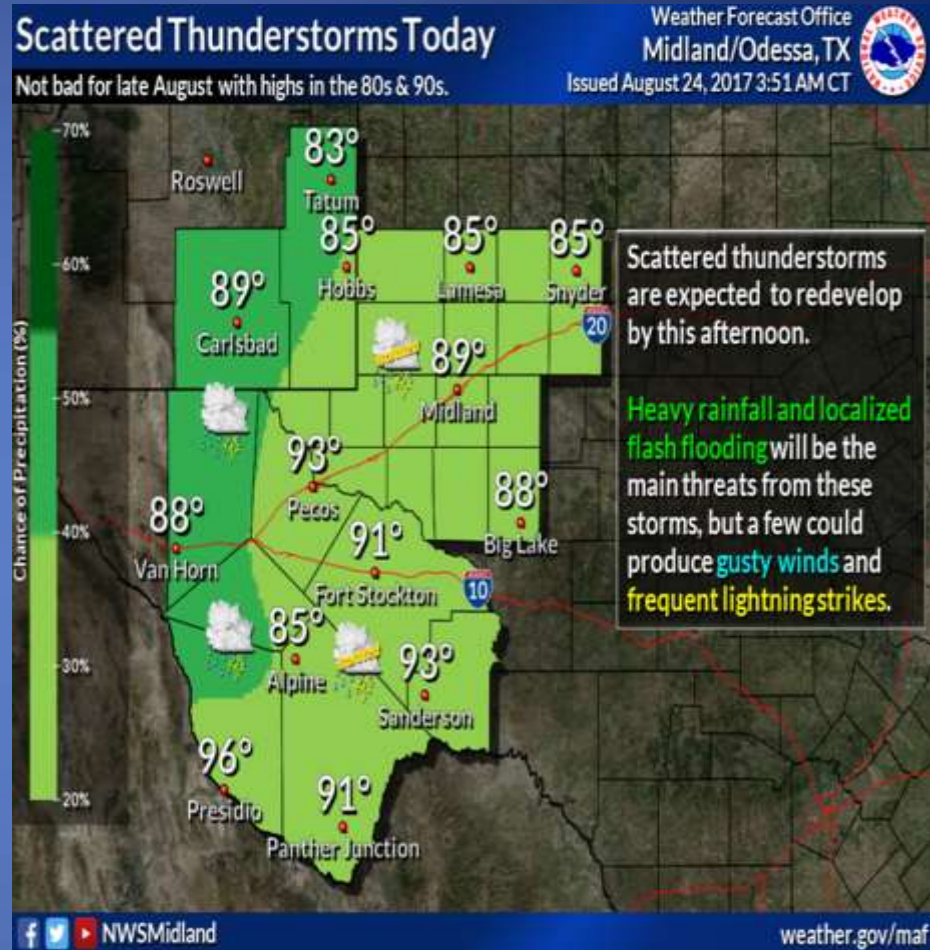 Scattered Thunderstorms Today
Not bad for late August with highs in the 80s & 90s.
Weather Forecast Office
Midland/Odessa, TX
Issued August 24, 2017 3:51 AM CT
Chance of Precipitation (%)
70%
60%
50%
40%
30%
20%
Roswell
83°
Tatum
85°
Hobbs
85°
Lamesa
85°
Snyder
89°
Carlsbad
20
89°
Midland
93°
Pecos
88°
Big Lake
88°
Van Horn
91°
Fort Stockton
10
85°
Alpine
93°
Sanderson
96°
Presidio
91°
Panther Junction
Scattered thunderstorms
are expected to redevelop
by this afternoon.
Heavy rainfall and localized
flash flooding will be the
main threats from these
storms, but a few could
produce gusty winds and
frequent lightning strikes.
NWSMidland
weather.gov/maf